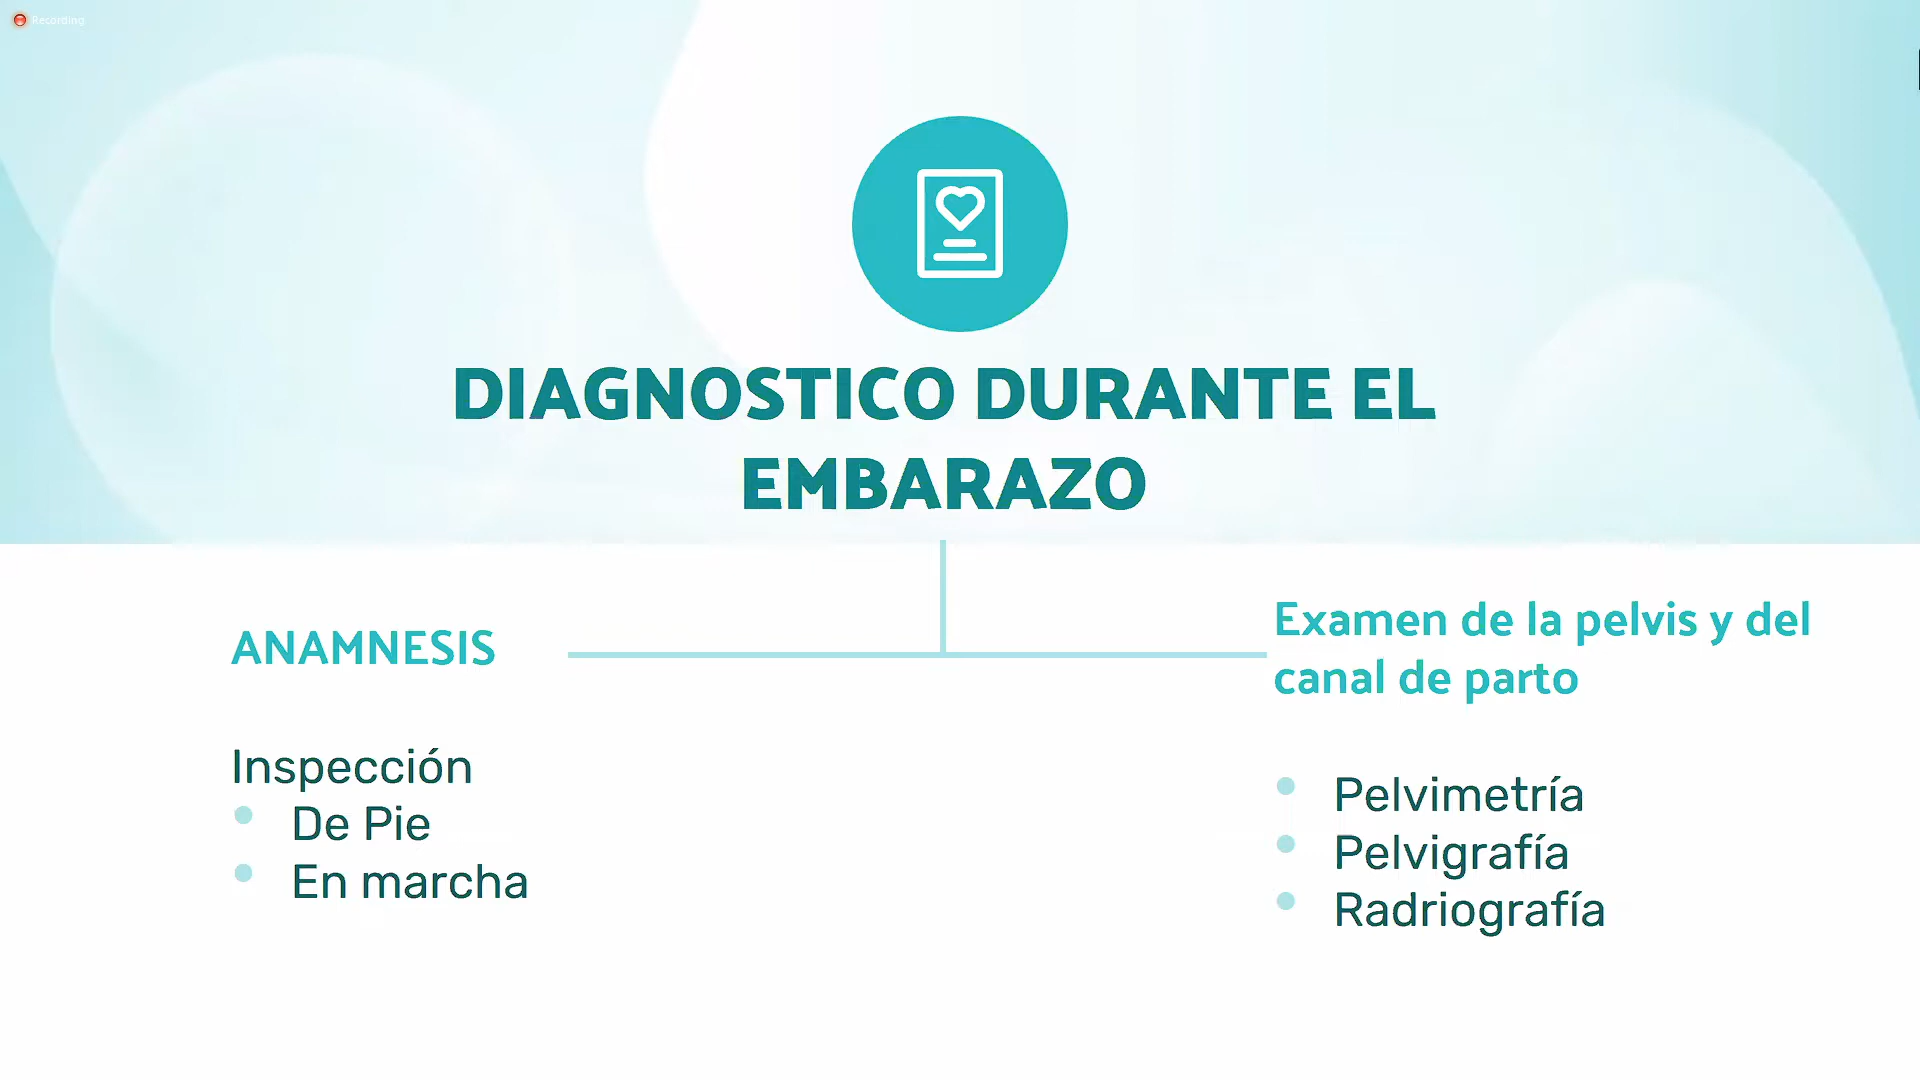 Recording
DIAGNOSTICO DURANTE EL
EMBARAZO
ANAMNESIS
Inspección
De Pie
En marcha
Examen de la pelvis y del
canal de parto
Pelvimetría
Pelvigrafía
Radriografía